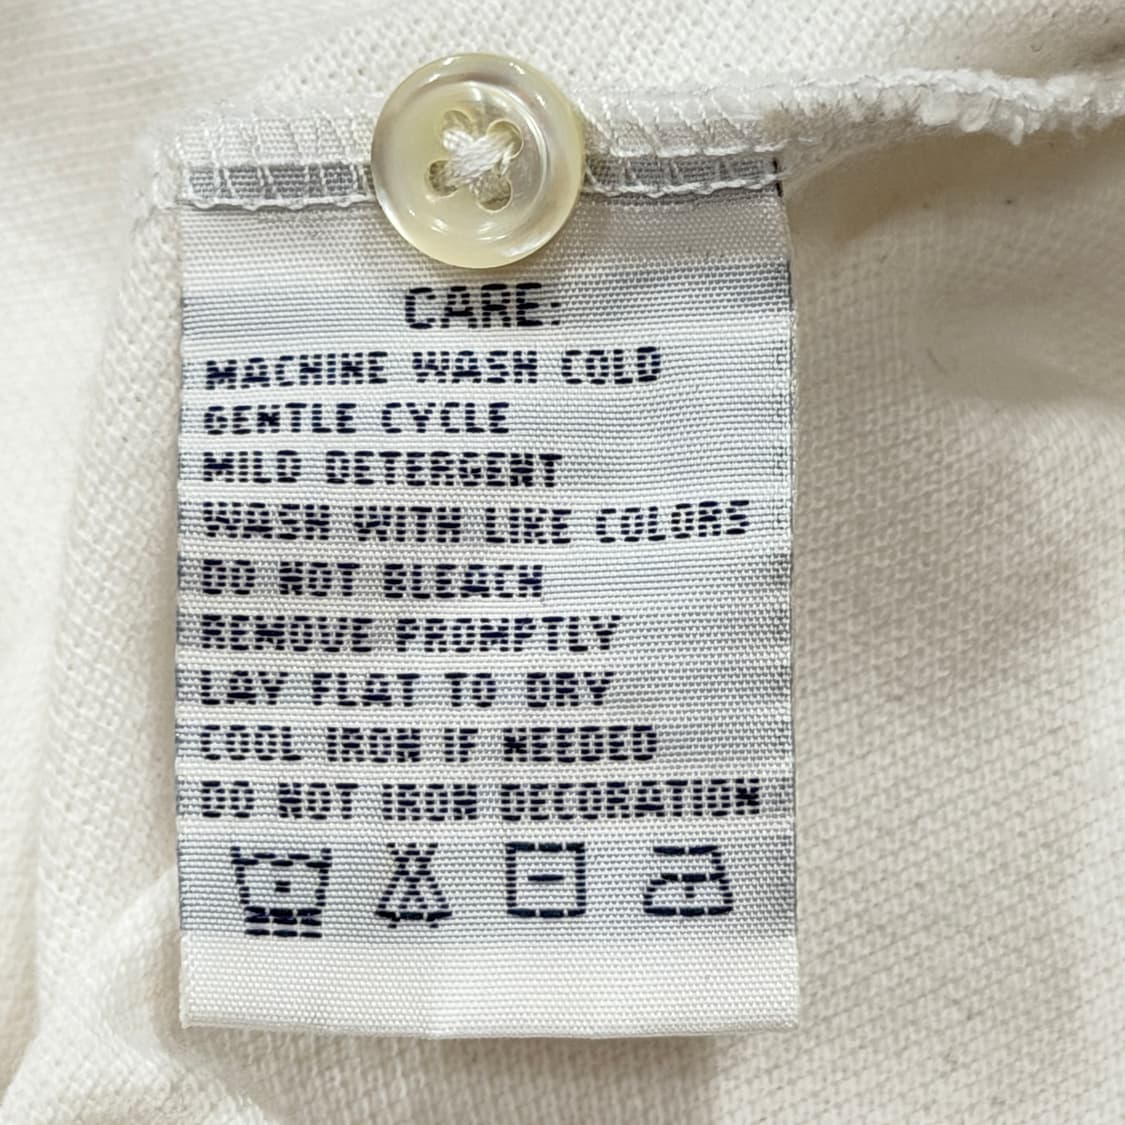 CARE:
MACHINE WASH COLD
GENTLE CYCLE
MILD DETERGENT
WASH WITH LIKE COLORS
DO NOT BLEACH
REMOVE PROMPTLY
LAY FLAT TO DRY
COOL IRON IF NEEDED
DO NOT IRON DECORATION